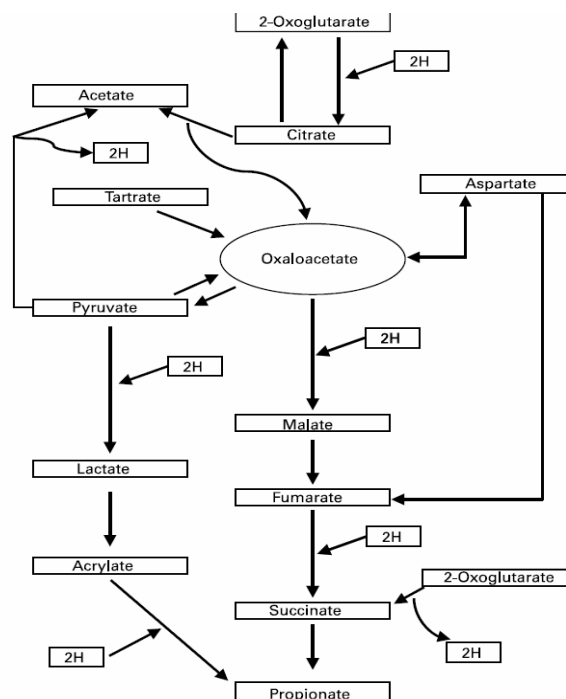 2-Oxoglutarate
2H
Acetate
Citrate
2H
Aspartate
Tartrate
Oxaloacetate
Pyruvate
2H
2H
Malate
Lactate
Fumarate
2H
Acrylate
2-Oxoglutarate
Succinate
2H
2H
Propionate